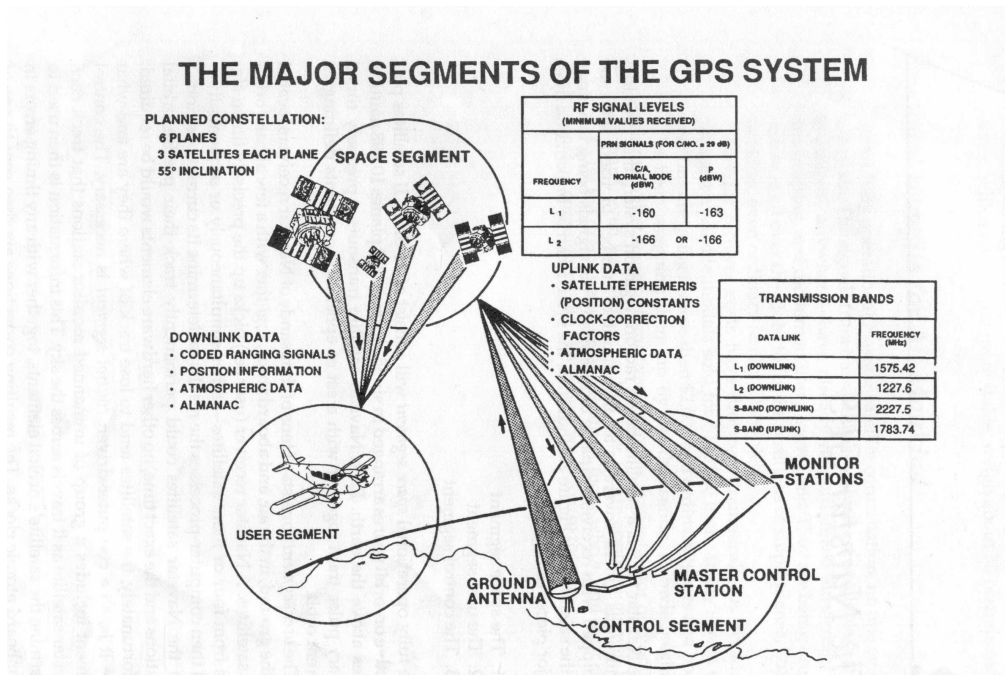 THE MAJOR SEGMENTS OF THE GPS SYSTEM
PLANNED CONSTELLATION:
6 PLANES
3 SATELLITES EACH PLANE
55° INCLINATION
SPACE SEGMENT
RF SIGNAL LEVELS
(MINIMUM VALUES RECEIVED)
PRN SIGNALS (FOR C/NO. = 29 dB)
FREQUENCY
C/A,
NORMAL MODE
(dBW)
P
(dBW)
L1
-160
-163
L2
-166 OR -166
DOWNLINK DATA
• CODED RANGING SIGNALS
• POSITION INFORMATION
• ATMOSPHERIC DATA
• ALMANAC
UPLINK DATA
• SATELLITE EPHEMERIS
(POSITION) CONSTANTS
• CLOCK-CORRECTION
FACTORS
• ATMOSPHERIC DATA
• ALMANAC
TRANSMISSION BANDS
DATA LINK
FREQUENCY
(MHz)
L1 (DOWNLINK)
1575.42
L2 (DOWNLINK)
1227.6
S-BAND (DOWNLINK)
2227.5
S-BAND (UPLINK)
1783.74
USER SEGMENT
MONITOR
STATIONS
GROUND
ANTENNA
MASTER CONTROL
STATION
CONTROL SEGMENT